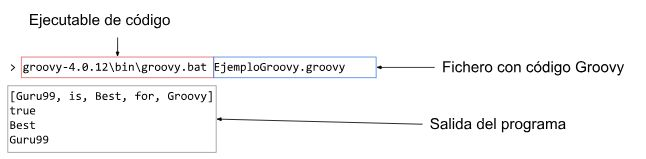 Ejecutable de código
> groovy-4.0.12\bin\groovy.bat EjemploGroovy.groovy
Fichero con código Groovy
[Guru99, is, Best, for, Groovy]
true
Best
Guru99
Salida del programa